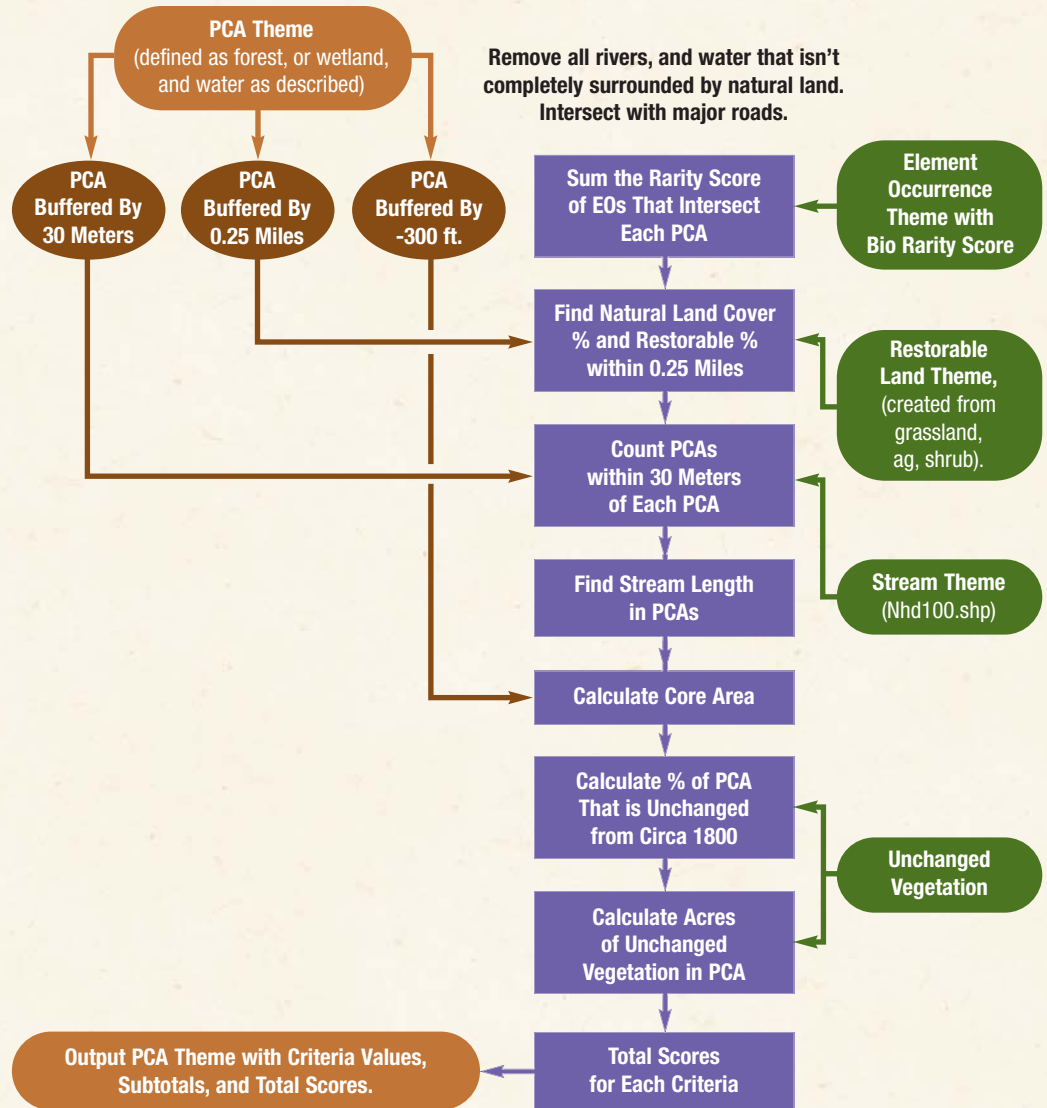 PCA Theme
(defined as forest, or wetland,
and water as described)
Remove all rivers, and water that isn't
completely surrounded by natural land.
Intersect with major roads.
PCA
Buffered By
30 Meters
PCA
Buffered By
0.25 Miles
PCA
Buffered By
-300 ft.
Sum the Rarity Score
of EOs That Intersect
Each PCA
Element
Occurrence
Theme with
Bio Rarity Score
Find Natural Land Cover
% and Restorable %
within 0.25 Miles
Restorable
Land Theme,
(created from
grassland,
ag, shrub).
Count PCAs
within 30 Meters
of Each PCA
Find Stream Length
in PCAs
Stream Theme
(Nhd100.shp)
Calculate Core Area
Calculate % of PCA
That is Unchanged
from Circa 1800
Unchanged
Vegetation
Calculate Acres
of Unchanged
Vegetation in PCA
Total Scores
for Each Criteria
Output PCA Theme with Criteria Values,
Subtotals, and Total Scores.